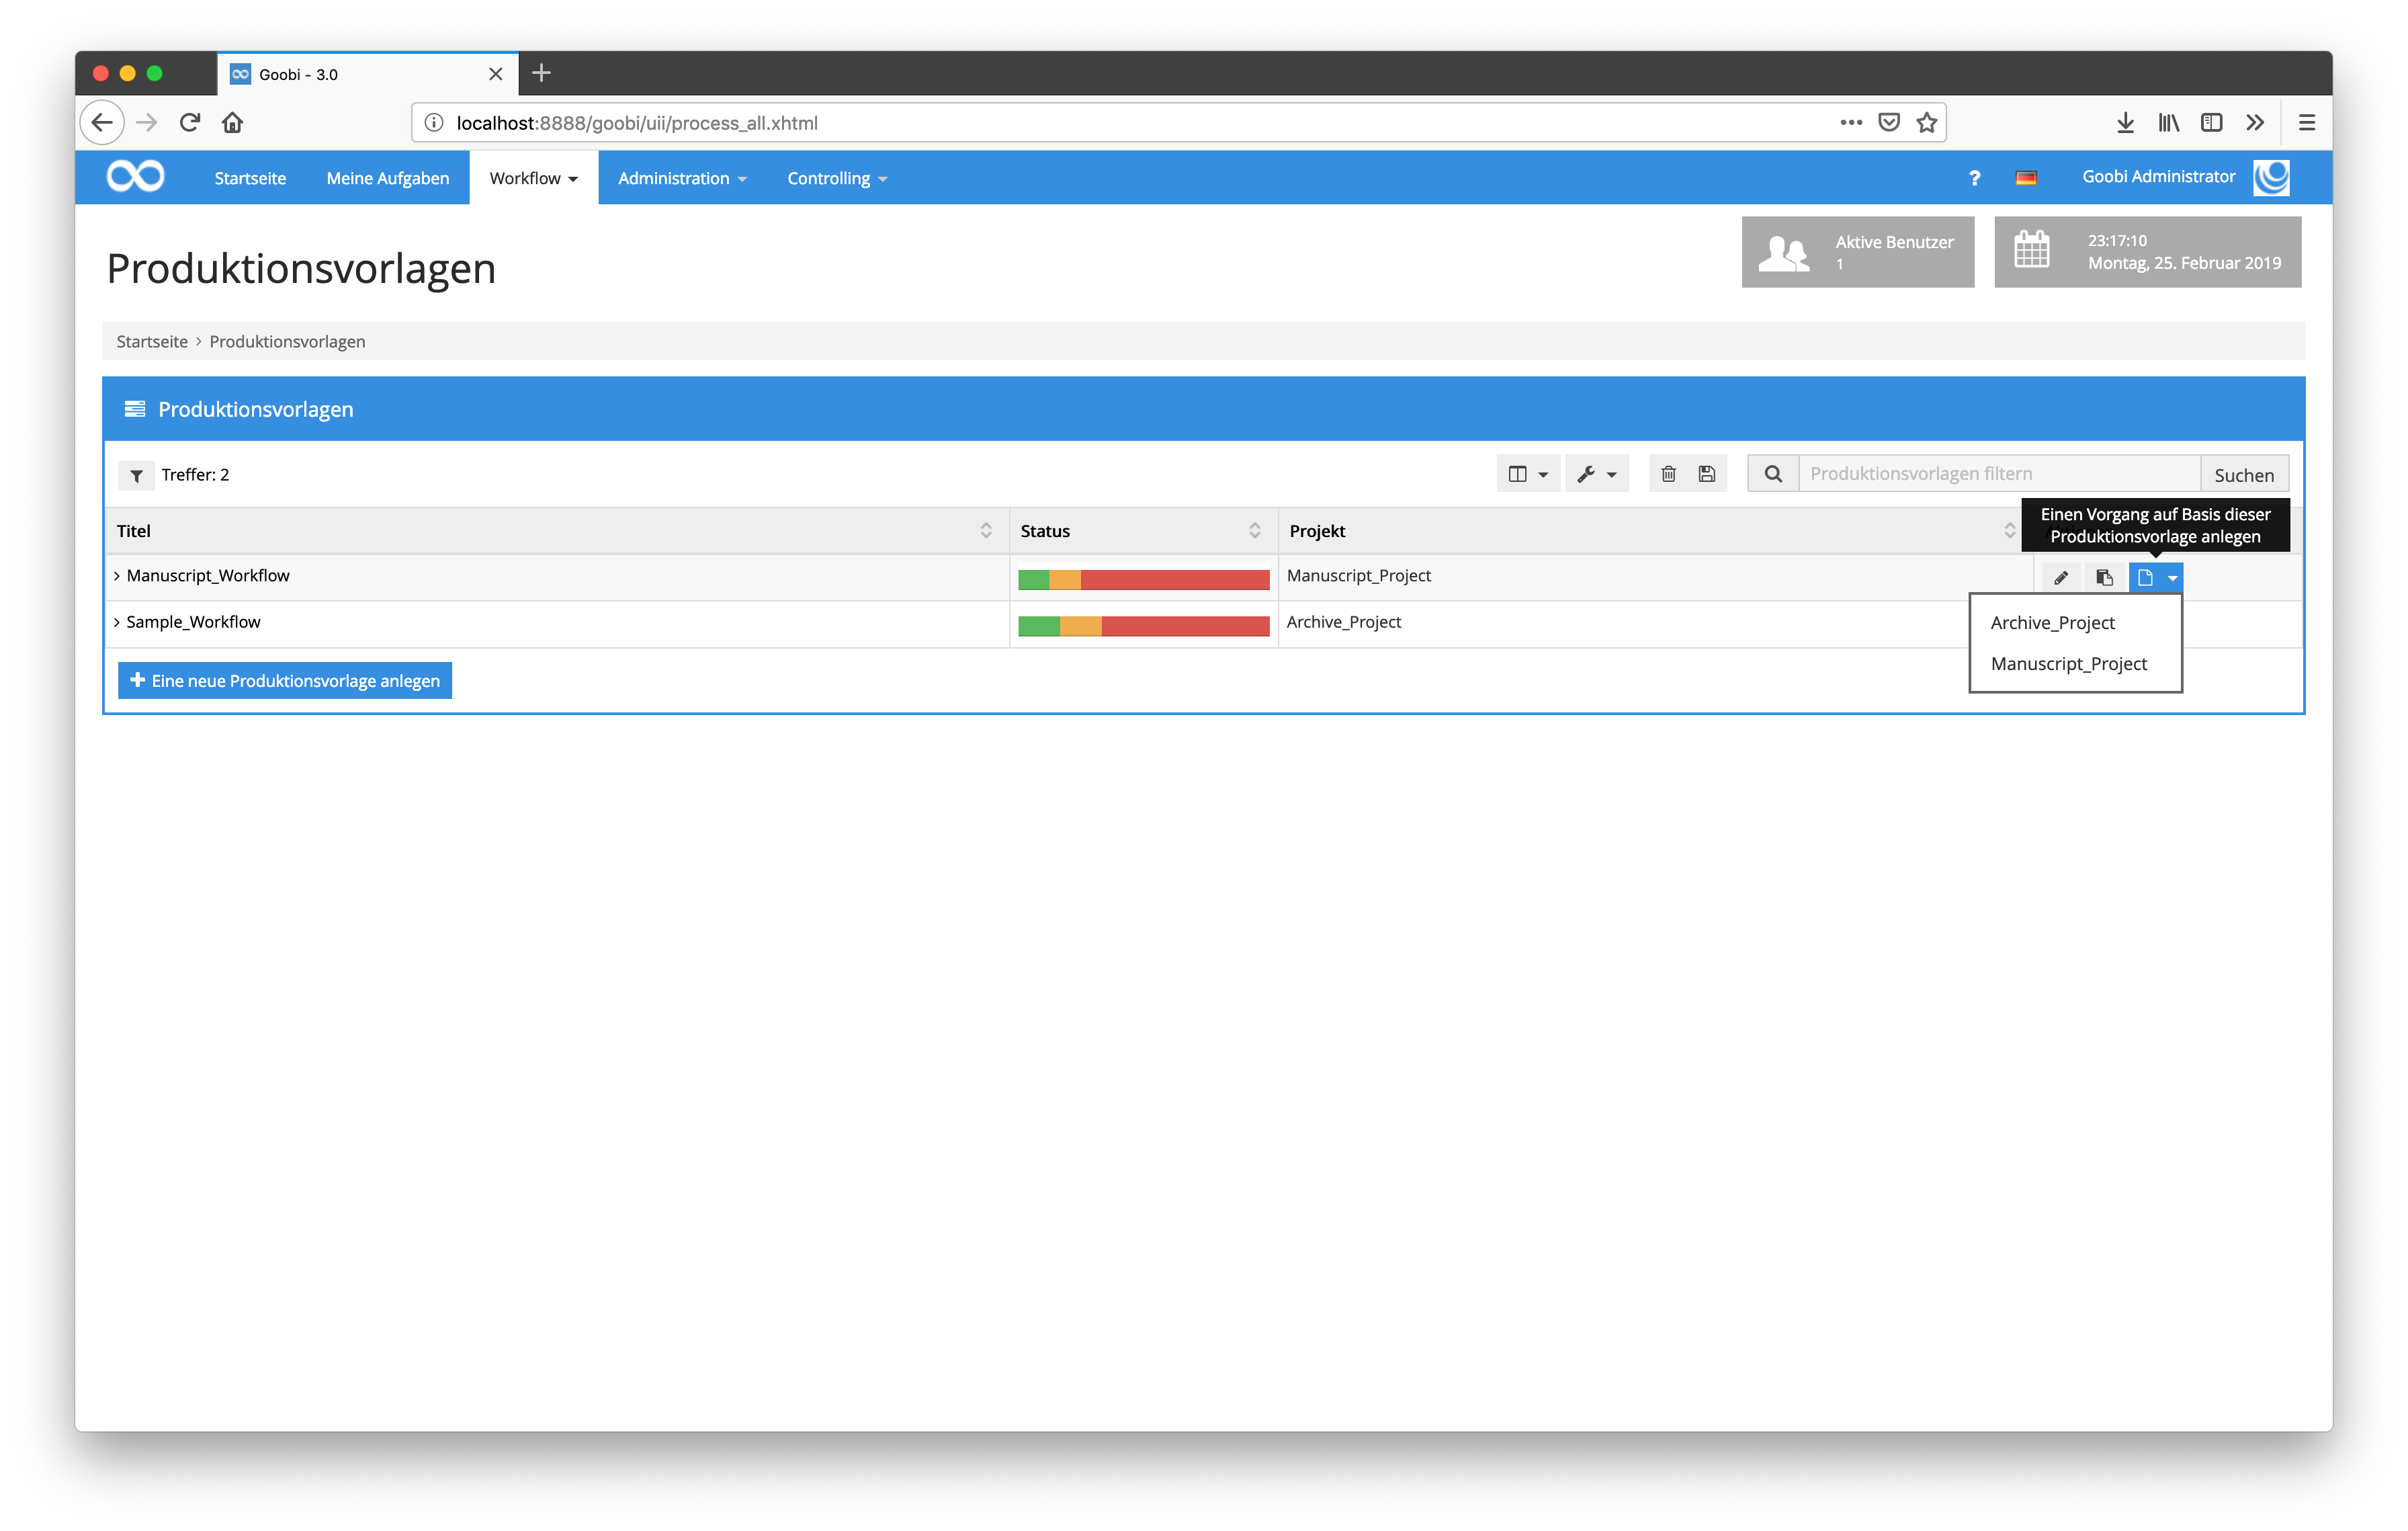 Goobi - 3.0
localhost:8888/goobi/uii/process_all.xhtml
Startseite Meine Aufgaben Workflow Administration Controlling ? Goobi Administrator
Produktionsvorlagen
Aktive Benutzer
1
23:17:10
Montag, 25. Februar 2019
Startseite > Produktionsvorlagen
Produktionsvorlagen
Treffer: 2
Produktionsvorlagen filtern Suchen
Einen Vorgang auf Basis dieser
Produktionsvorlage anlegen
Titel Status Projekt
Manuscript_Workflow Manuscript_Project
Sample_Workflow Archive_Project
Archive_Project
Manuscript_Project
+ Eine neue Produktionsvorlage anlegen